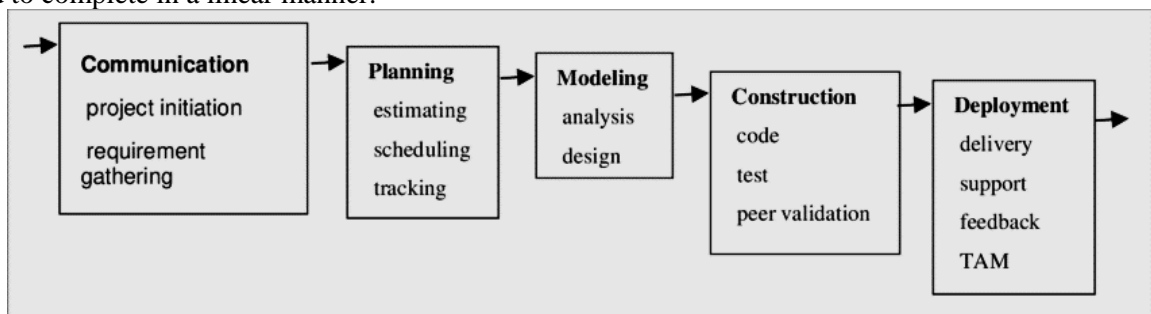 to complete in a linear manner.
Communication
project initiation
requirement
gathering
Planning
estimating
scheduling
tracking
Modeling
analysis
design
Construction
code
test
peer validation
Deployment
delivery
support
feedback
TAM